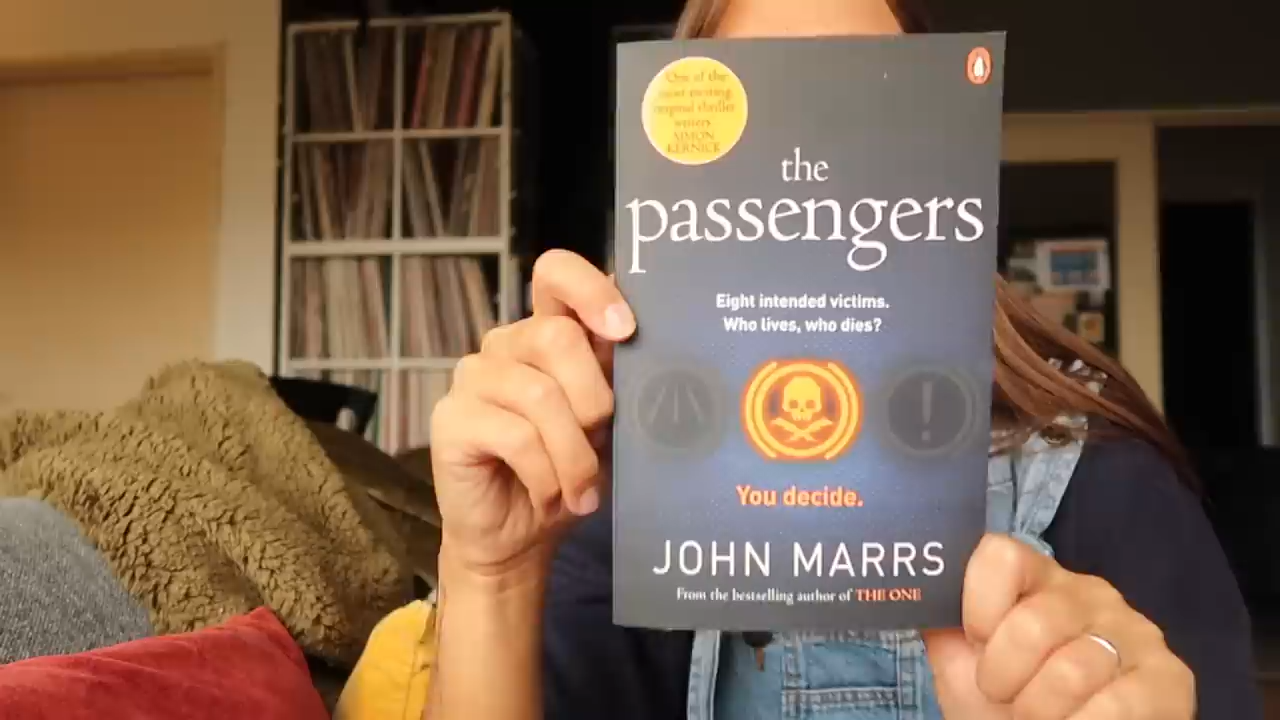 One of the
most exciting
original thriller
writers
SIMON
KERNICK
the
passengers
Eight intended victims.
Who lives, who dies?
You decide.
JOHN MARRS
From the bestselling author of THE ONE